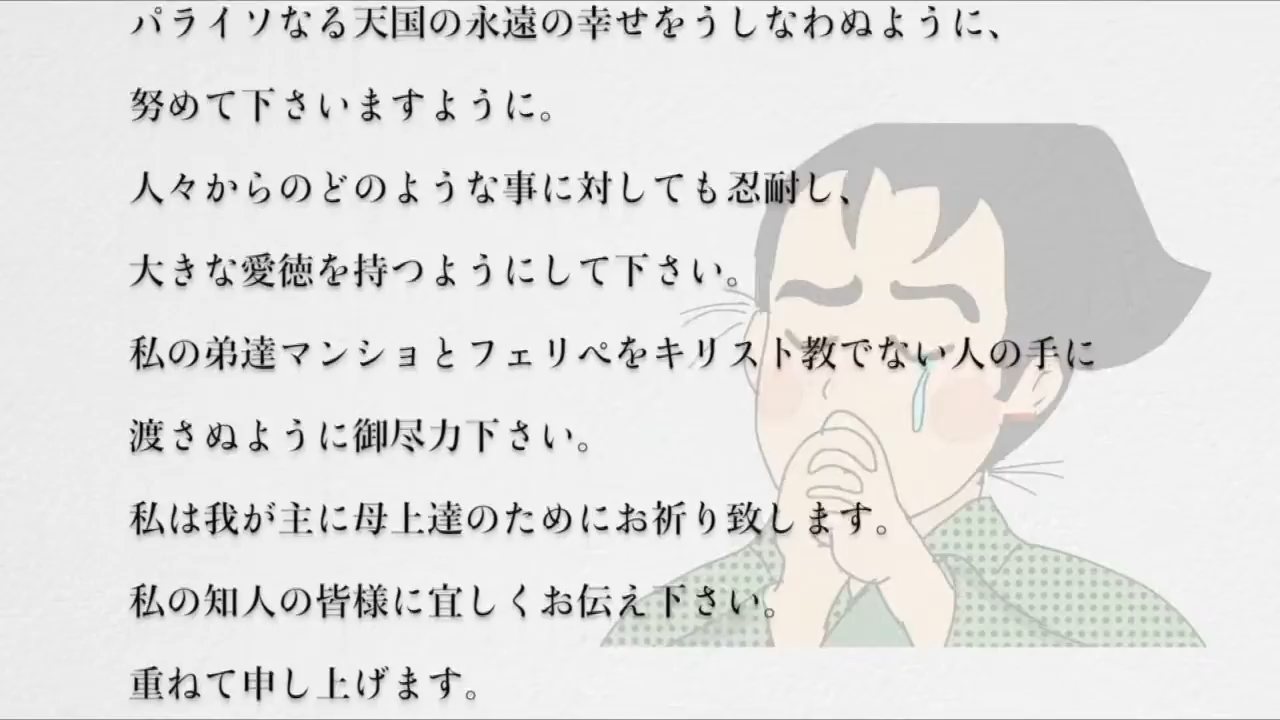 パライソなる天国の永遠の幸せをうしなわぬように、
努めて下さいますように。
人々からのどのような事に対しても忍耐し、
大きな愛徳を持つようにして下さい。
私の弟達マンショとフェリペをキリスト教でない人の手に
渡さぬように御尽力下さい。
私は我が主に母上達のためにお祈り致します。
私の知人の皆様に宜しくお伝え下さい。
重ねて申し上げます。